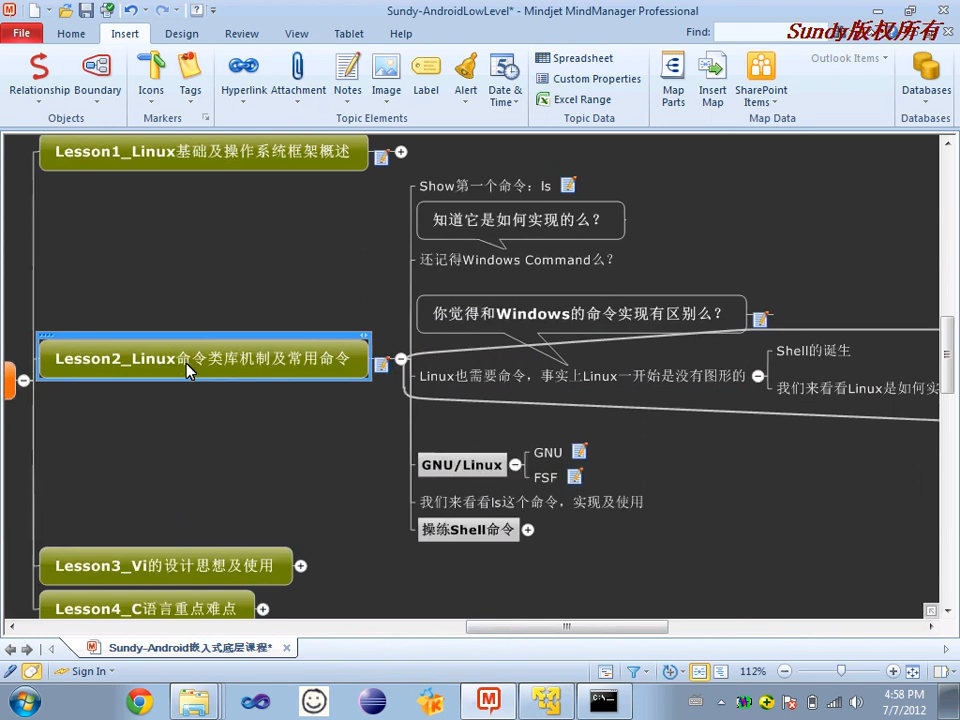 Sundy-AndroidLowLevel* - Mindjet MindManager Professional
File Home Insert Design Review View Tablet Help Find:
Sundy版权所有
Relationship Boundary Icons Tags Hyperlink Attachment Notes Image Label Alert Date & Time
Spreadsheet
Custom Properties
Excel Range
Map Parts Insert Map SharePoint Items
Outlook Items
Databases
Objects Markers Topic Elements Topic Data Map Data Databases
Lesson1_Linux基础及操作系统框架概述
Show第一个命令：ls
知道它是如何实现的么？
还记得Windows Command么？
你觉得和Windows的命令实现有区别么？
Lesson2_Linux命令类库机制及常用命令
Linux也需要命令，事实上Linux一开始是没有图形的
Shell的诞生
我们来看看Linux是如何实
GNU/Linux
GNU
FSF
我们来看看ls这个命令，实现及使用
操练Shell命令
Lesson3_Vi的设计思想及使用
Lesson4_C语言重点难点
Sundy-Android嵌入式底层课程*
Sign In
112%
4:58 PM
7/7/2012